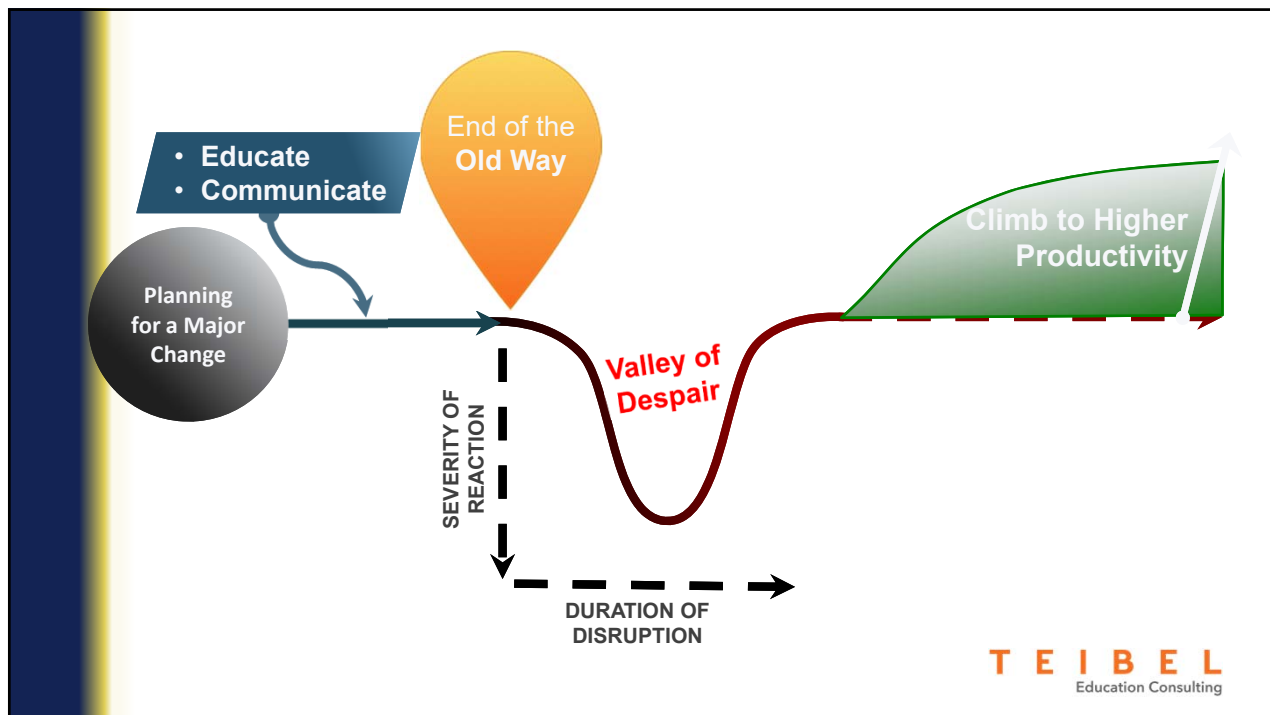 • Educate
• Communicate
End of the
Old Way
Planning
for a Major
Change
Valley of
Despair
Climb to Higher
Productivity
SEVERITY OF
REACTION
DURATION OF
DISRUPTION
TEIBEL
Education Consulting